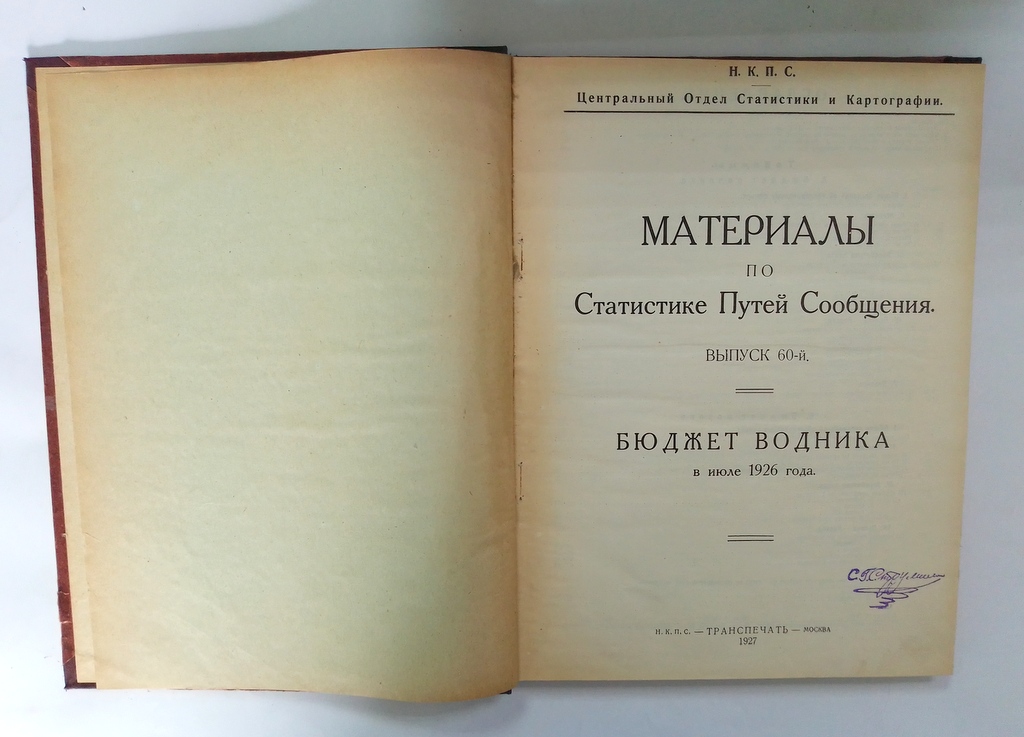 Н. К. П. С.
Центральный Отдел Статистики и Картографии.
МАТЕРИАЛЫ
ПО
Статистике Путей Сообщения.
ВЫПУСК 60-й.
БЮДЖЕТ ВОДНИКА
в июле 1926 года.
С.Г.Струмилин
Н. К. П. С. — ТРАНСПЕЧАТЬ — МОСКВА
1927